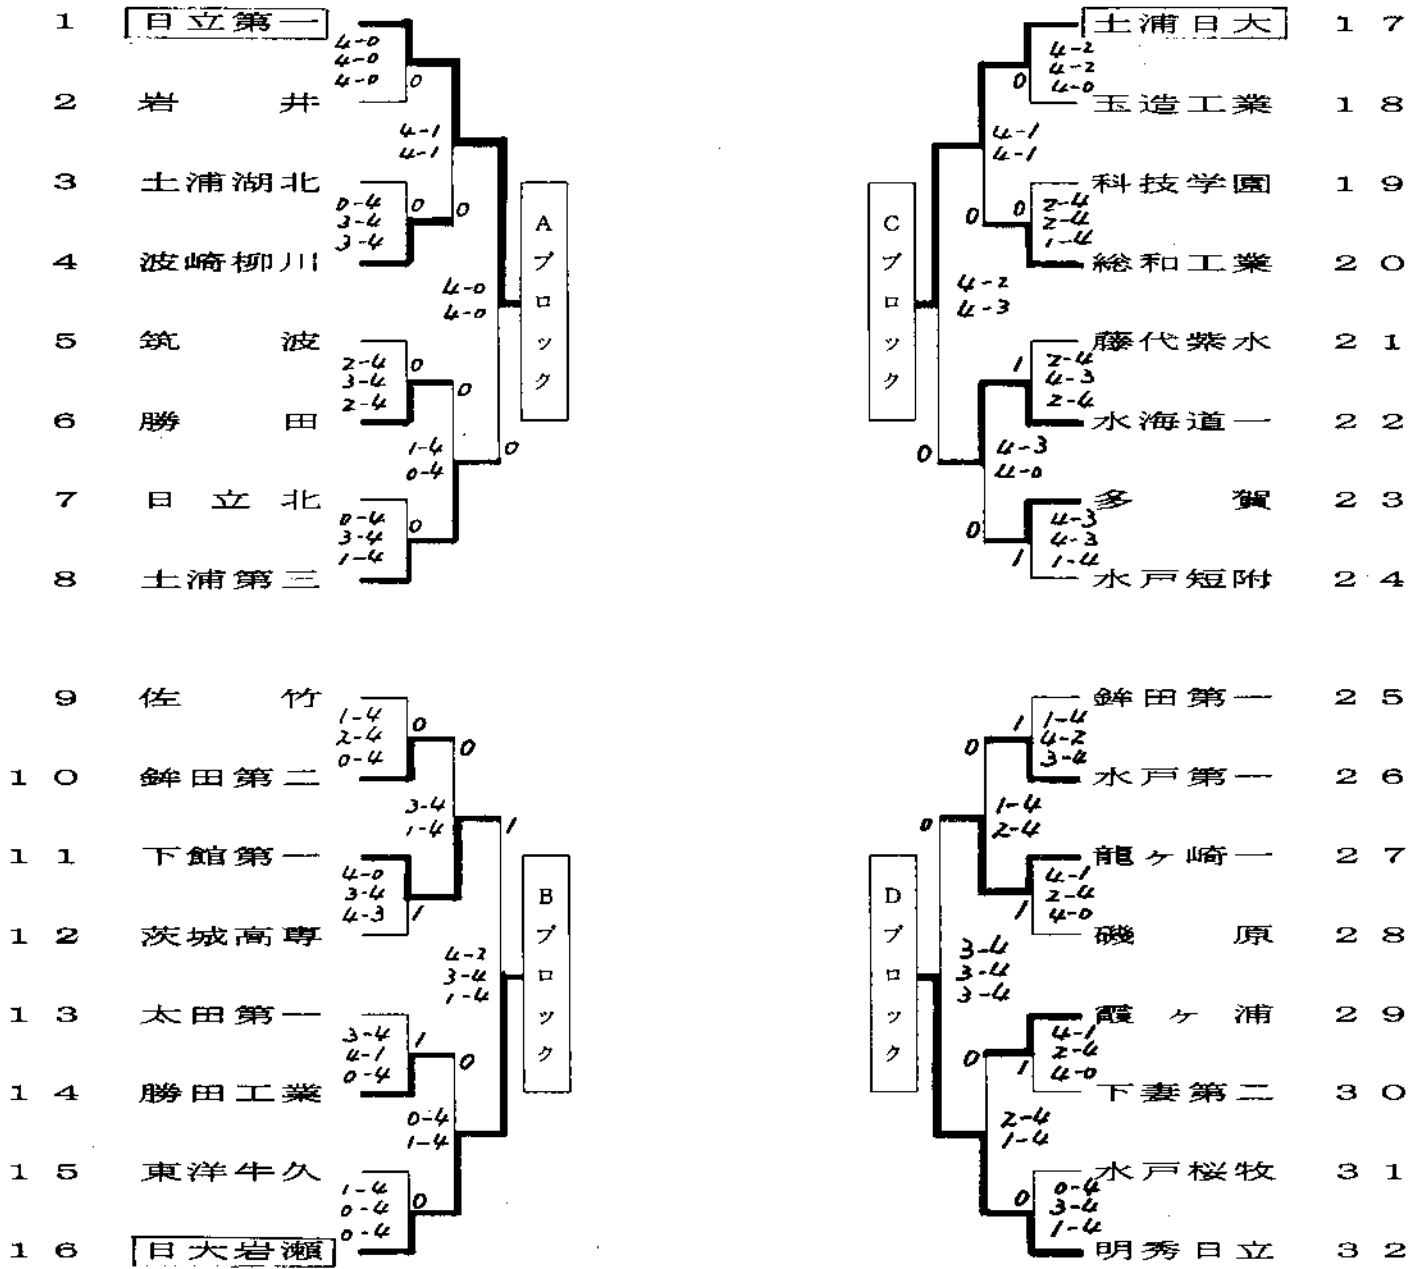 1 日立第一
4-0
4-0
4-0 0
2 岩井
4-1
4-1
3 土浦湖北
0-4 0 0
3-4
3-4
4 波崎柳川
Aブロック
4-0
4-0
5 筑波
2-4 0
3-4 0
2-4
6 勝田
1-4 0
0-4
7 日立北
0-4 0
3-4
1-4
8 土浦第三
9 佐竹
1-4 0
2-4 0
0-4
10 鉾田第二
3-4
1-4 1
11 下館第一
4-0
3-4
4-3 1
12 茨城高専
Bブロック
4-2
3-4
1-4
13 太田第一
3-4 1
4-1 0
0-4
14 勝田工業
0-4
1-4
15 東洋牛久
1-4 0
0-4
0-4
16 日大岩瀬
土浦日大 17
4-2
0 4-2
4-0
玉造工業 18
4-1
4-1
科技学園 19
0 0 2-4
2-4
1-4
総和工業 20
Cブロック
4-2
4-3
藤代紫水 21
1 2-4
4-3
2-4
水海道一 22
0 4-3
4-0
多賀 23
0 4-3
4-3
1 1-4
水戸短附 24
鉾田第一 25
1 1-4
0 4-2
3-4
水戸第一 26
1-4
0 2-4
龍ヶ崎一 27
4-1
2-4
1 4-0
磯原 28
Dブロック
3-4
3-4
3-4
霞ヶ浦 29
4-1
0 2-4
1 4-0
下妻第二 30
2-4
1-4
水戸桜牧 31
0 0-4
3-4
1-4
明秀日立 32